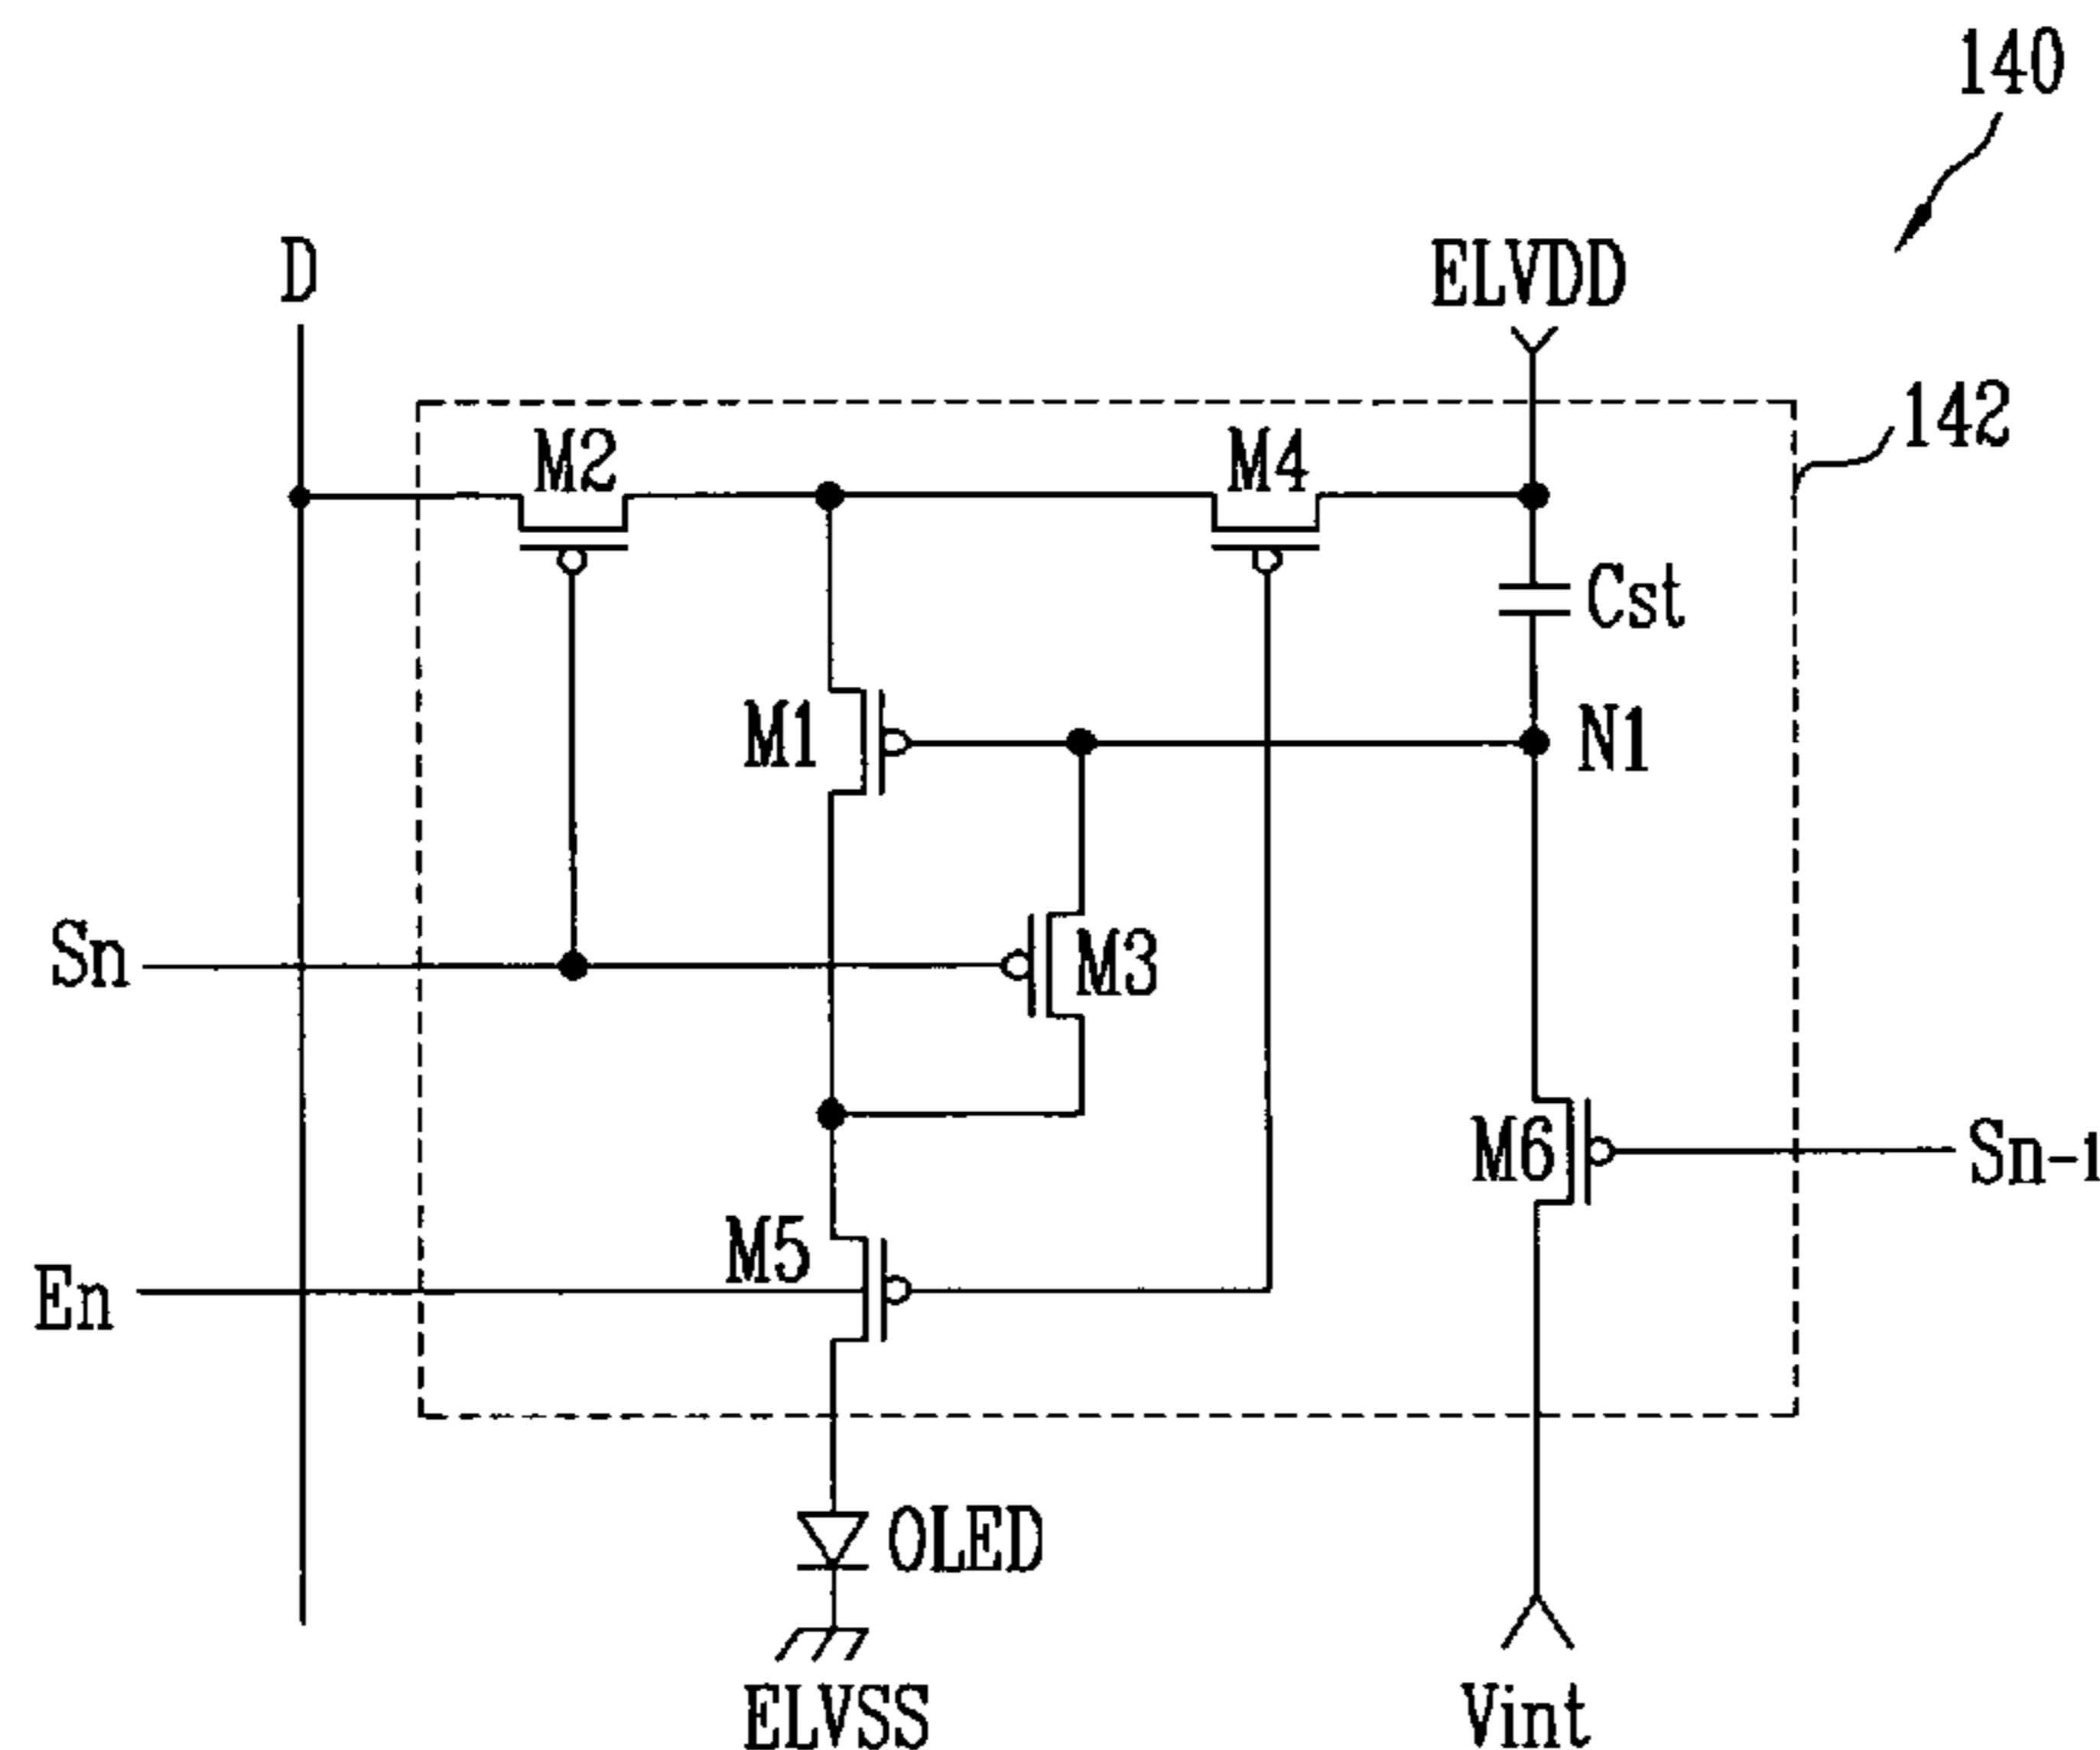 140
D
ELVDD
142
M2
M4
Cst
M1
N1
Sn
M3
M6
Sn-1
M5
En
OLED
ELVSS
Vint